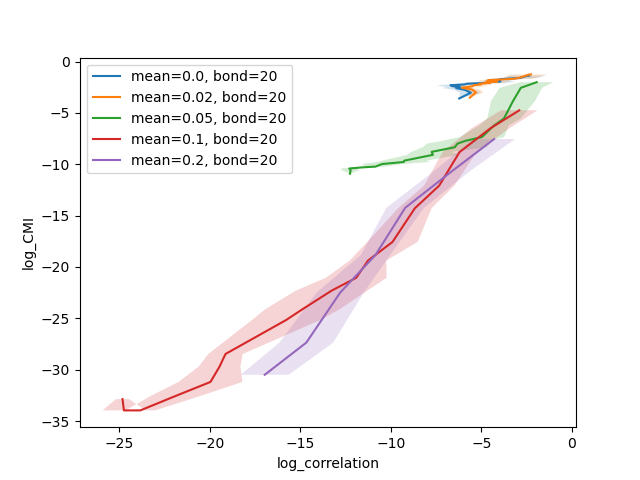 mean=0.0, bond=20
mean=0.02, bond=20
mean=0.05, bond=20
mean=0.1, bond=20
mean=0.2, bond=20
0
−5
−10
−15
−20
−25
−30
−35
log_CMI
−25 −20 −15 −10 −5 0
log_correlation